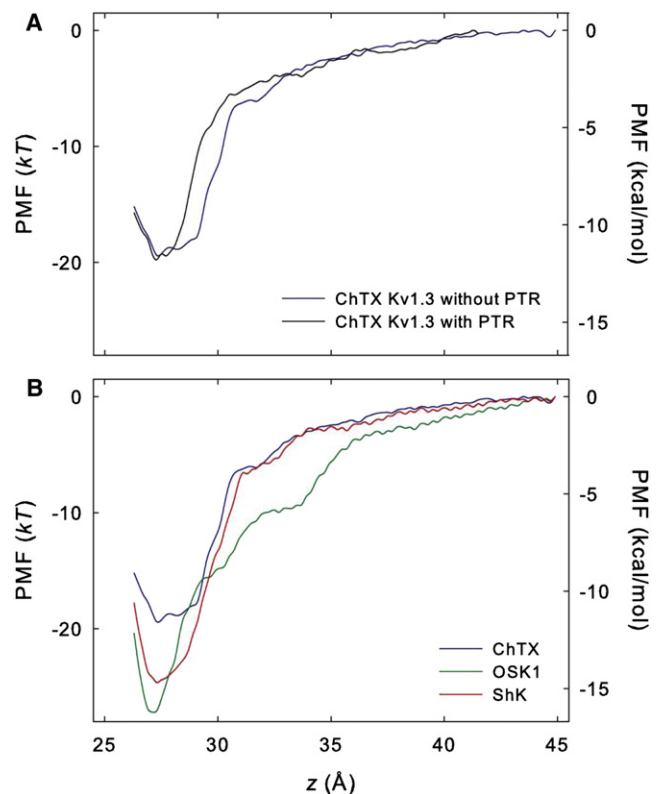 A
0
-10
-20
PMF (kT)
0
-5
-10
-15
PMF (kcal/mol)
ChTX Kv1.3 without PTR
ChTX Kv1.3 with PTR
B
0
-10
-20
PMF (kT)
0
-5
-10
-15
PMF (kcal/mol)
ChTX
OSK1
ShK
25 30 35 40 45
z (Å)